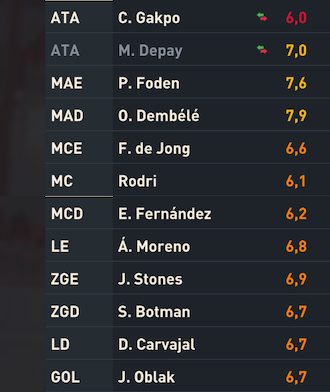 ATA C. Gakpo 6,0
ATA M. Depay 7,0
MAE P. Foden 7,6
MAD O. Dembélé 7,9
MCE F. de Jong 6,6
MC Rodri 6,1
MCD E. Fernández 6,2
LE Á. Moreno 6,8
ZGE J. Stones 6,9
ZGD S. Botman 6,7
LD D. Carvajal 6,7
GOL J. Oblak 6,7